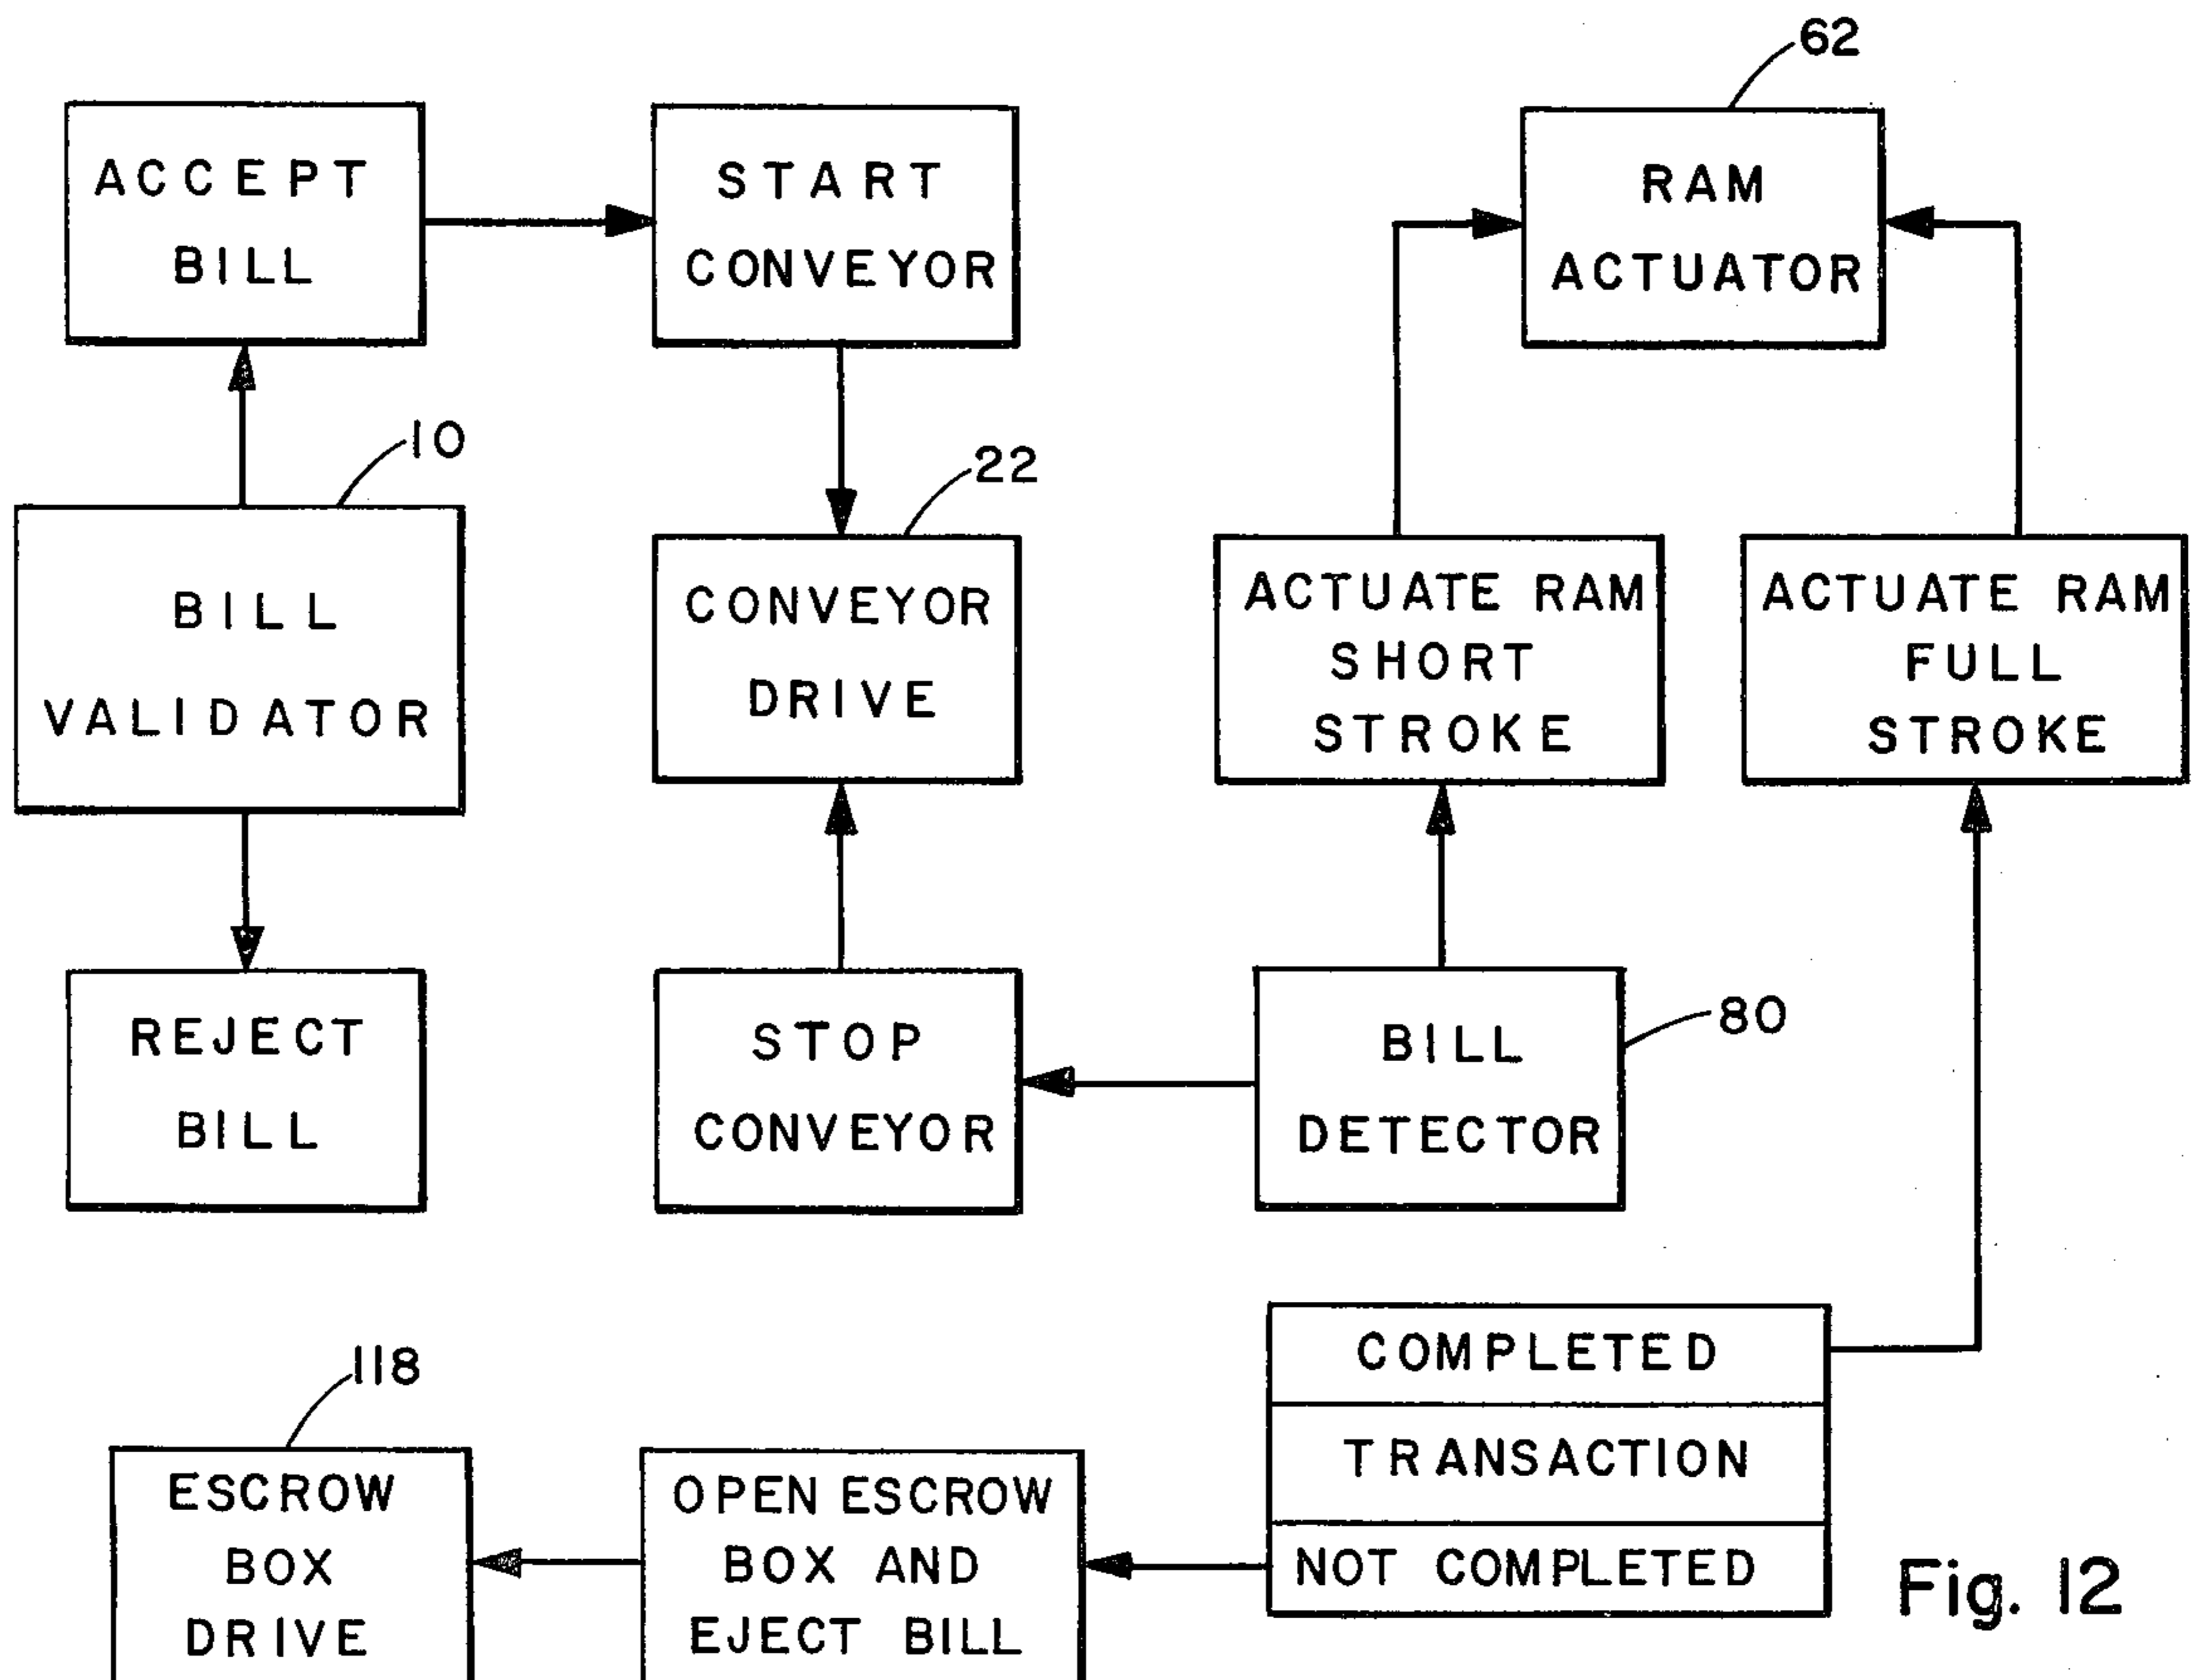 62
ACCEPT
BILL
START
CONVEYOR
RAM
ACTUATOR
10
22
BILL
VALIDATOR
CONVEYOR
DRIVE
ACTUATE RAM
SHORT
STROKE
ACTUATE RAM
FULL
STROKE
REJECT
BILL
STOP
CONVEYOR
BILL
DETECTOR
80
118
COMPLETED
TRANSACTION
NOT COMPLETED
ESCROW
BOX
DRIVE
OPEN ESCROW
BOX AND
EJECT BILL
Fig. 12